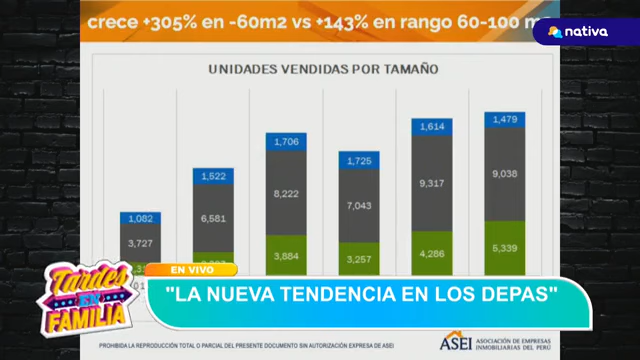 crece +305% en -60m2 vs +143% en rango 60-100
nativa
UNIDADES VENDIDAS POR TAMAÑO
1,082
3,727
1,522
6,581
1,706
8,222
3,884
1,725
7,043
3,257
1,614
9,317
4,286
1,479
9,038
5,339
Tardes
EN
FAMILIA
EN VIVO
"LA NUEVA TENDENCIA EN LOS DEPAS"
PROHIBIDA LA REPRODUCCIÓN TOTAL O PARCIAL DEL PRESENTE DOCUMENTO SIN AUTORIZACIÓN EXPRESA DE ASEI
ASEI
ASOCIACIÓN DE EMPRESAS
INMOBILIARIAS DEL PERÚ